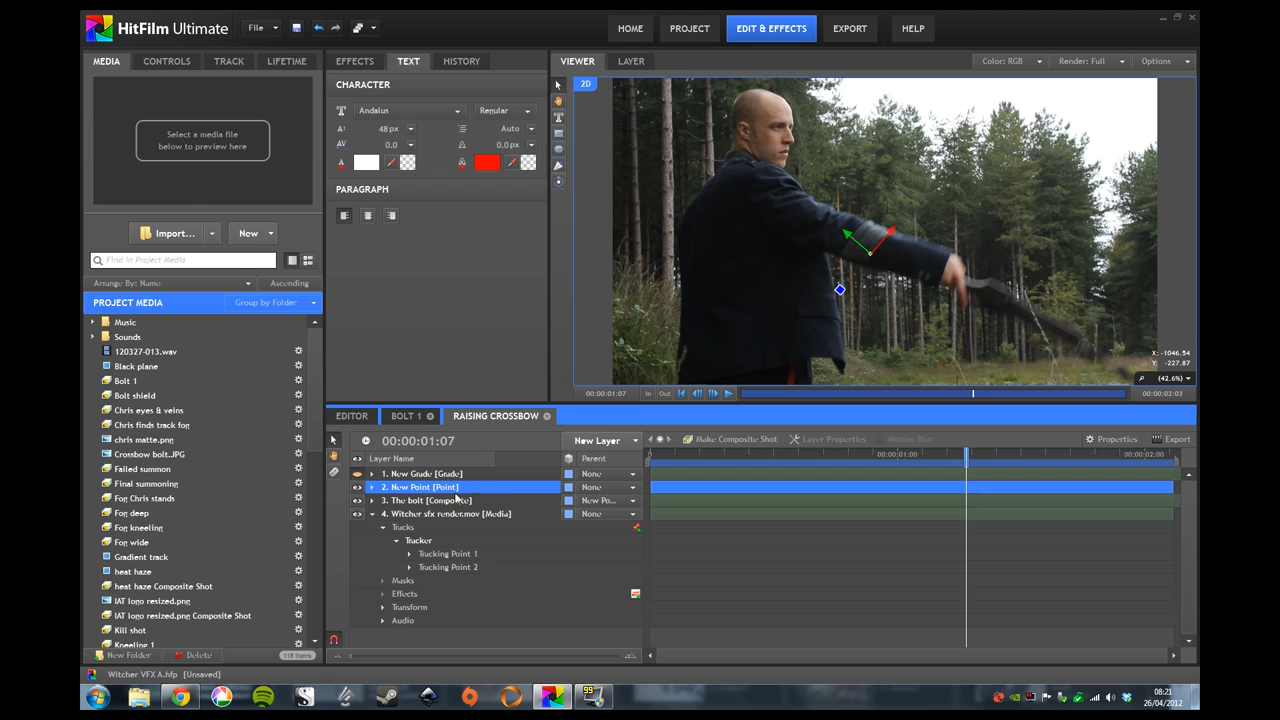 HitFilm Ultimate
File
HOME
PROJECT
EDIT & EFFECTS
EXPORT
HELP
MEDIA
CONTROLS
TRACK
LIFETIME
EFFECTS
TEXT
HISTORY
VIEWER
LAYER
Color: RGB
Render: Full
Options
Select a media file
below to preview here
CHARACTER
Andalus
Regular
48px
Auto
0.0
0.0px
PARAGRAPH
2D
Import...
New
Find in Project Media
Arrange By: Name
Ascending
PROJECT MEDIA
Group by Folder
Music
Sounds
120327-013.wav
Black plane
Bolt 1
Bolt shield
Chris eyes & veins
Chris finds track fog
chris matte.png
Crossbow bolt.JPG
Failed summon
Final summoning
Fog Chris stands
Fog deep
Fog kneeling
Fog wide
Gradient track
heat haze
heat haze Composite Shot
IAT logo resized.png
IAT logo resized.png Composite Shot
Kill shot
Kneeling 1
New Folder
Delete
118 items
X: -1046.54
Y: -227.87
(42.6%)
00:00:01:07
In
Out
00:00:02:03
EDITOR
BOLT 1
RAISING CROSSBOW
00:00:01:07
New Layer
Make Composite Shot
Layer Properties
Motion Blur
Properties
Export
Layer Name
Parent
00:00:01:00
00:00:02:00
1. New Grade [Grade]
None
2. New Point [Point]
None
3. The bolt [Composite]
New Po...
4. Witcher sfx render.mov [Media]
None
Tracks
Tracker
Tracking Point 1
Tracking Point 2
Masks
Effects
Transform
Audio
Witcher VFX A.hfp [Unsaved]
99
08:21
26/04/2012